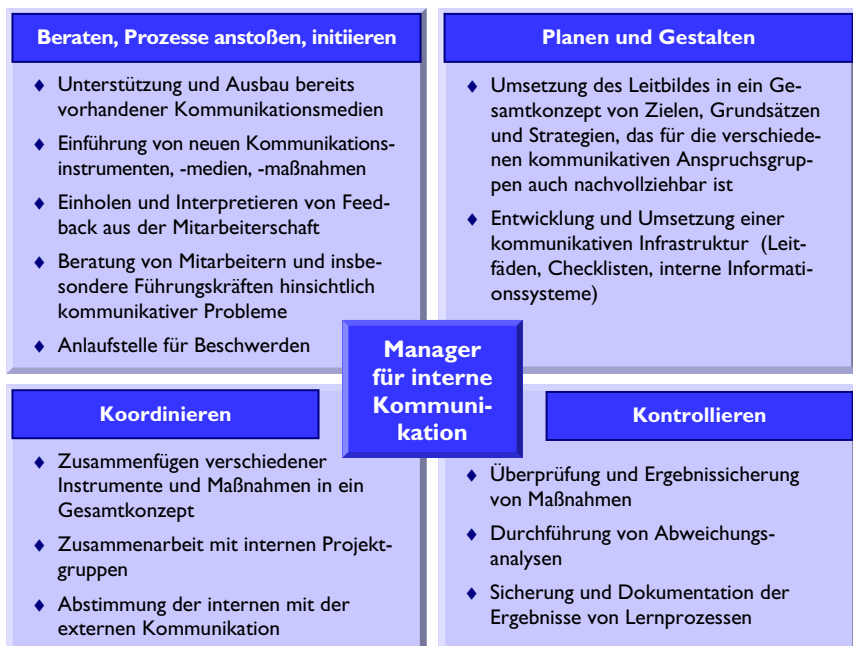 Beraten, Prozesse anstoßen, initiieren
♦ Unterstützung und Ausbau bereits
vorhandener Kommunikationsmedien
♦ Einführung von neuen Kommunikations-
instrumenten, -medien, -maßnahmen
♦ Einholen und Interpretieren von Feed-
back aus der Mitarbeiterschaft
♦ Beratung von Mitarbeitern und insbe-
sondere Führungskräften hinsichtlich
kommunikativer Probleme
♦ Anlaufstelle für Beschwerden
Planen und Gestalten
♦ Umsetzung des Leitbildes in ein Ge-
samtkonzept von Zielen, Grundsätzen
und Strategien, das für die verschiede-
nen kommunikativen Anspruchsgrup-
pen auch nachvollziehbar ist
♦ Entwicklung und Umsetzung einer
kommunikativen Infrastruktur (Leit-
fäden, Checklisten, interne Informati-
onssysteme)
Manager
für interne
Kommuni-
kation
Koordinieren
♦ Zusammenfügen verschiedener
Instrumente und Maßnahmen in ein
Gesamtkonzept
♦ Zusammenarbeit mit internen Projekt-
gruppen
♦ Abstimmung der internen mit der
externen Kommunikation
Kontrollieren
♦ Überprüfung und Ergebnissicherung
von Maßnahmen
♦ Durchführung von Abweichungs-
analysen
♦ Sicherung und Dokumentation der
Ergebnisse von Lernprozessen